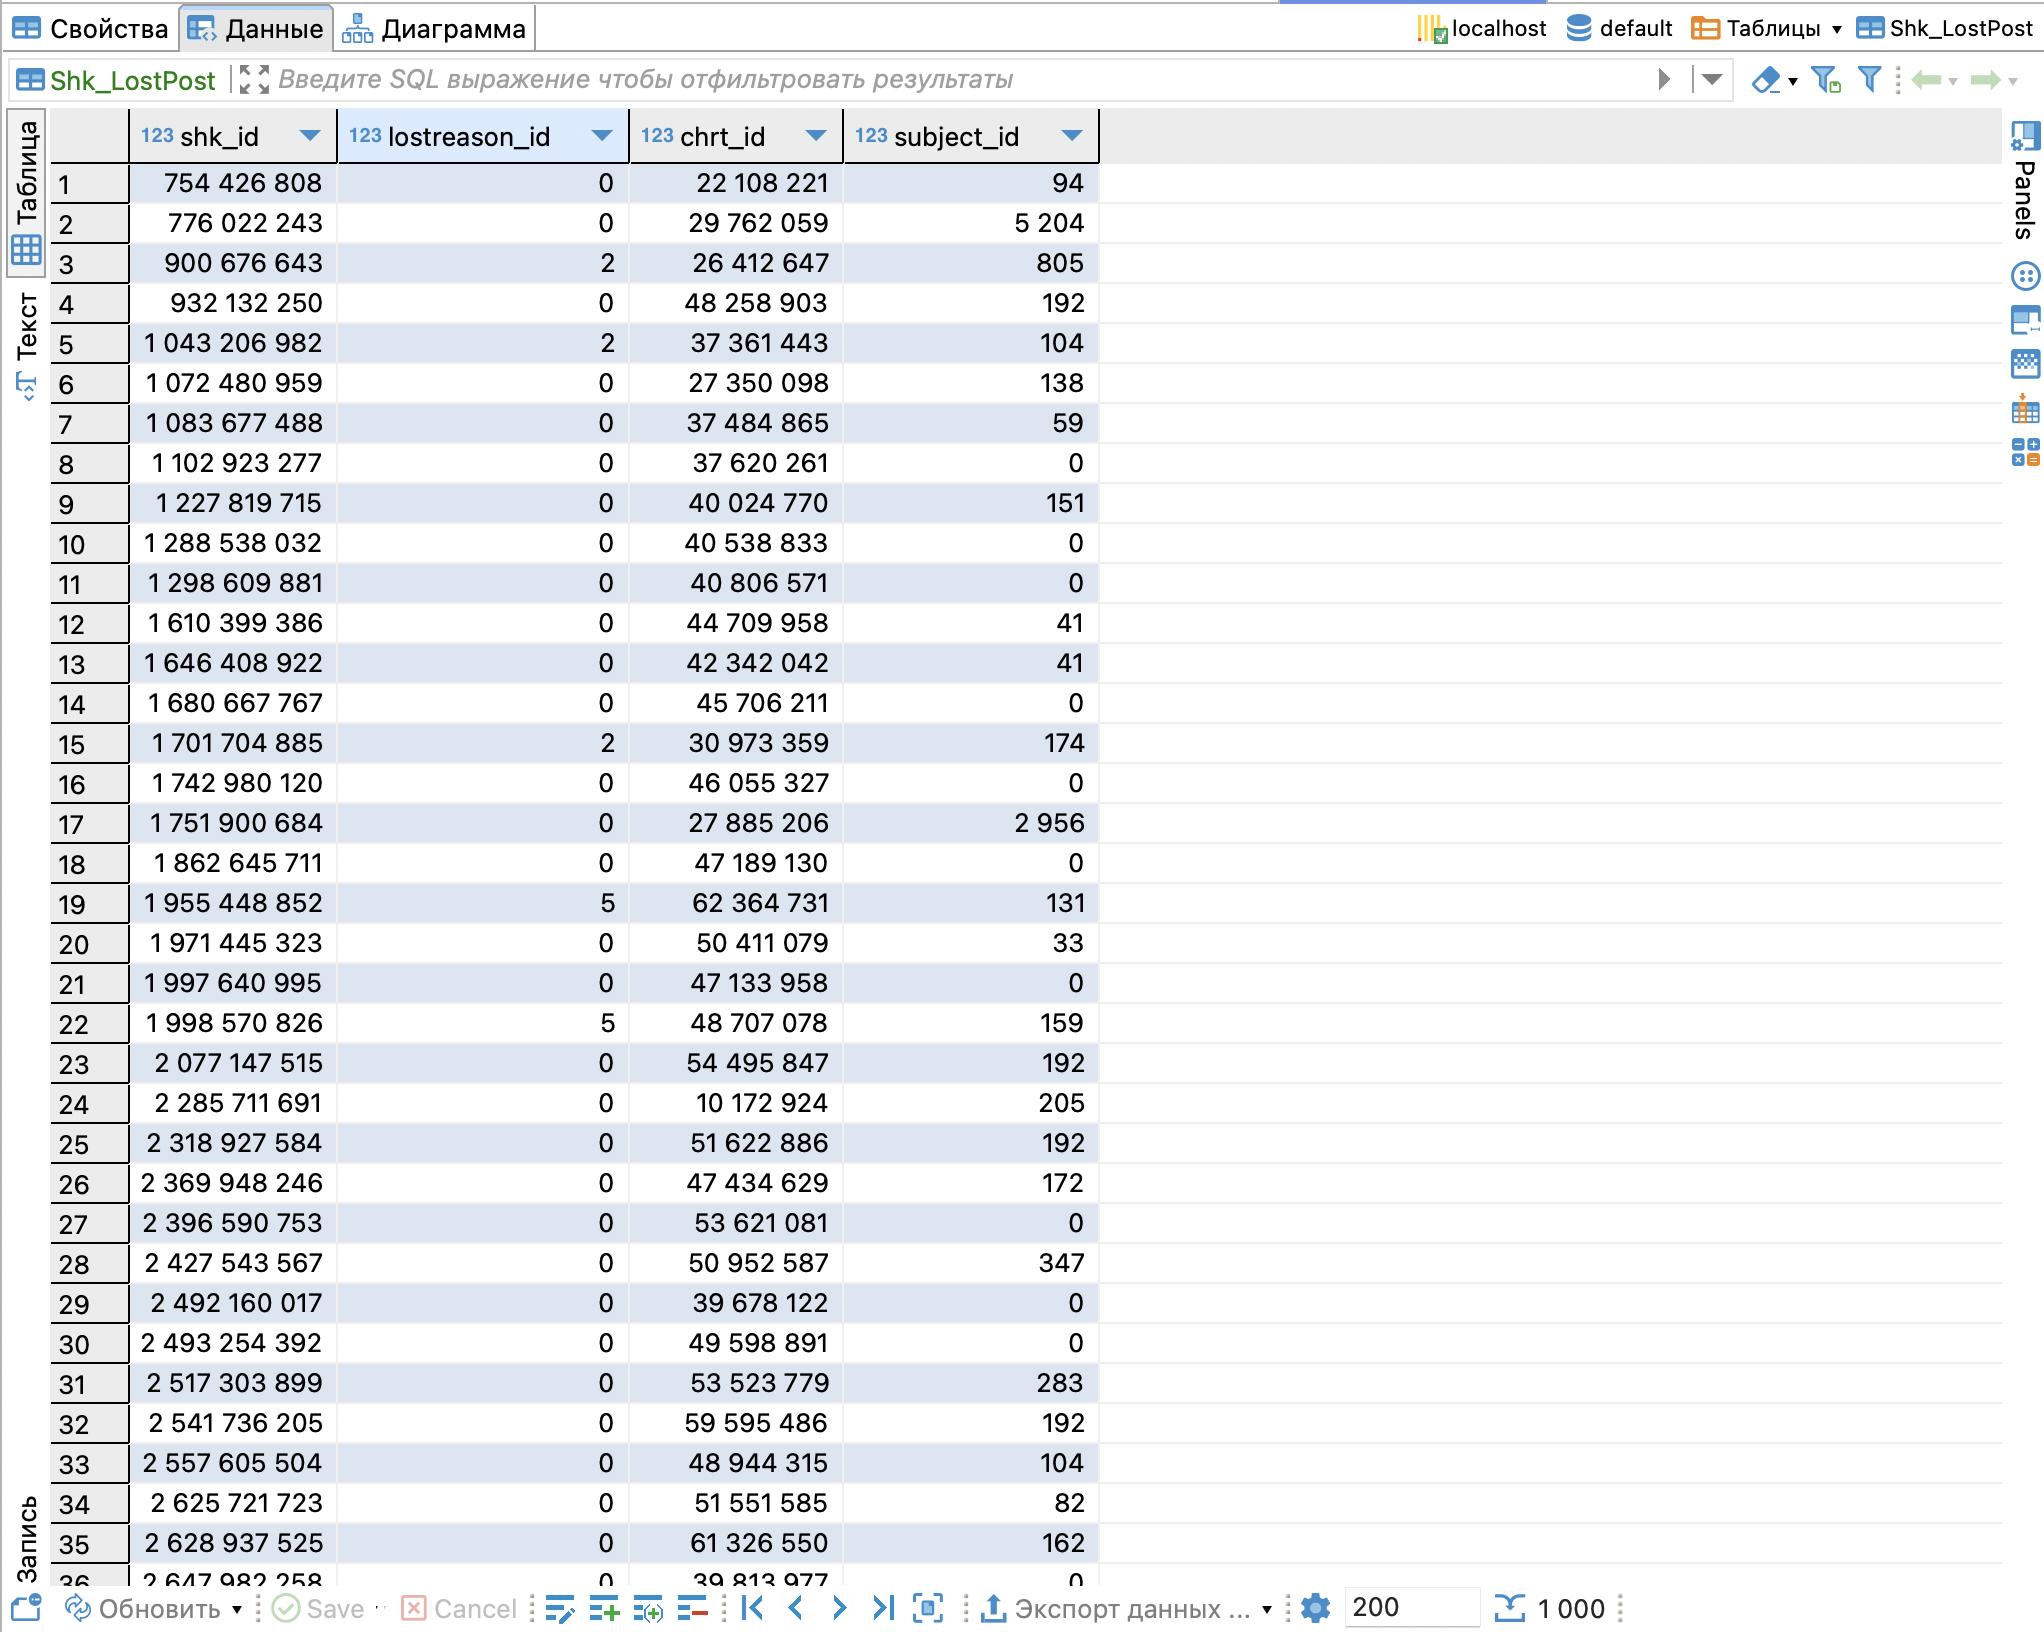 Свойства Данные Диаграмма localhost default Таблицы Shk_LostPost
Shk_LostPost Введите SQL выражение чтобы отфильтровать результаты
Таблица
Текст
Запись
Panels
123 shk_id 123 lostreason_id 123 chrt_id 123 subject_id
1 754 426 808 0 22 108 221 94
2 776 022 243 0 29 762 059 5 204
3 900 676 643 2 26 412 647 805
4 932 132 250 0 48 258 903 192
5 1 043 206 982 2 37 361 443 104
6 1 072 480 959 0 27 350 098 138
7 1 083 677 488 0 37 484 865 59
8 1 102 923 277 0 37 620 261 0
9 1 227 819 715 0 40 024 770 151
10 1 288 538 032 0 40 538 833 0
11 1 298 609 881 0 40 806 571 0
12 1 610 399 386 0 44 709 958 41
13 1 646 408 922 0 42 342 042 41
14 1 680 667 767 0 45 706 211 0
15 1 701 704 885 2 30 973 359 174
16 1 742 980 120 0 46 055 327 0
17 1 751 900 684 0 27 885 206 2 956
18 1 862 645 711 0 47 189 130 0
19 1 955 448 852 5 62 364 731 131
20 1 971 445 323 0 50 411 079 33
21 1 997 640 995 0 47 133 958 0
22 1 998 570 826 5 48 707 078 159
23 2 077 147 515 0 54 495 847 192
24 2 285 711 691 0 10 172 924 205
25 2 318 927 584 0 51 622 886 192
26 2 369 948 246 0 47 434 629 172
27 2 396 590 753 0 53 621 081 0
28 2 427 543 567 0 50 952 587 347
29 2 492 160 017 0 39 678 122 0
30 2 493 254 392 0 49 598 891 0
31 2 517 303 899 0 53 523 779 283
32 2 541 736 205 0 59 595 486 192
33 2 557 605 504 0 48 944 315 104
34 2 625 721 723 0 51 551 585 82
35 2 628 937 525 0 61 326 550 162
36 2 647 982 258 0 39 813 977 0
Обновить Save Cancel Экспорт данных ... 200 1 000